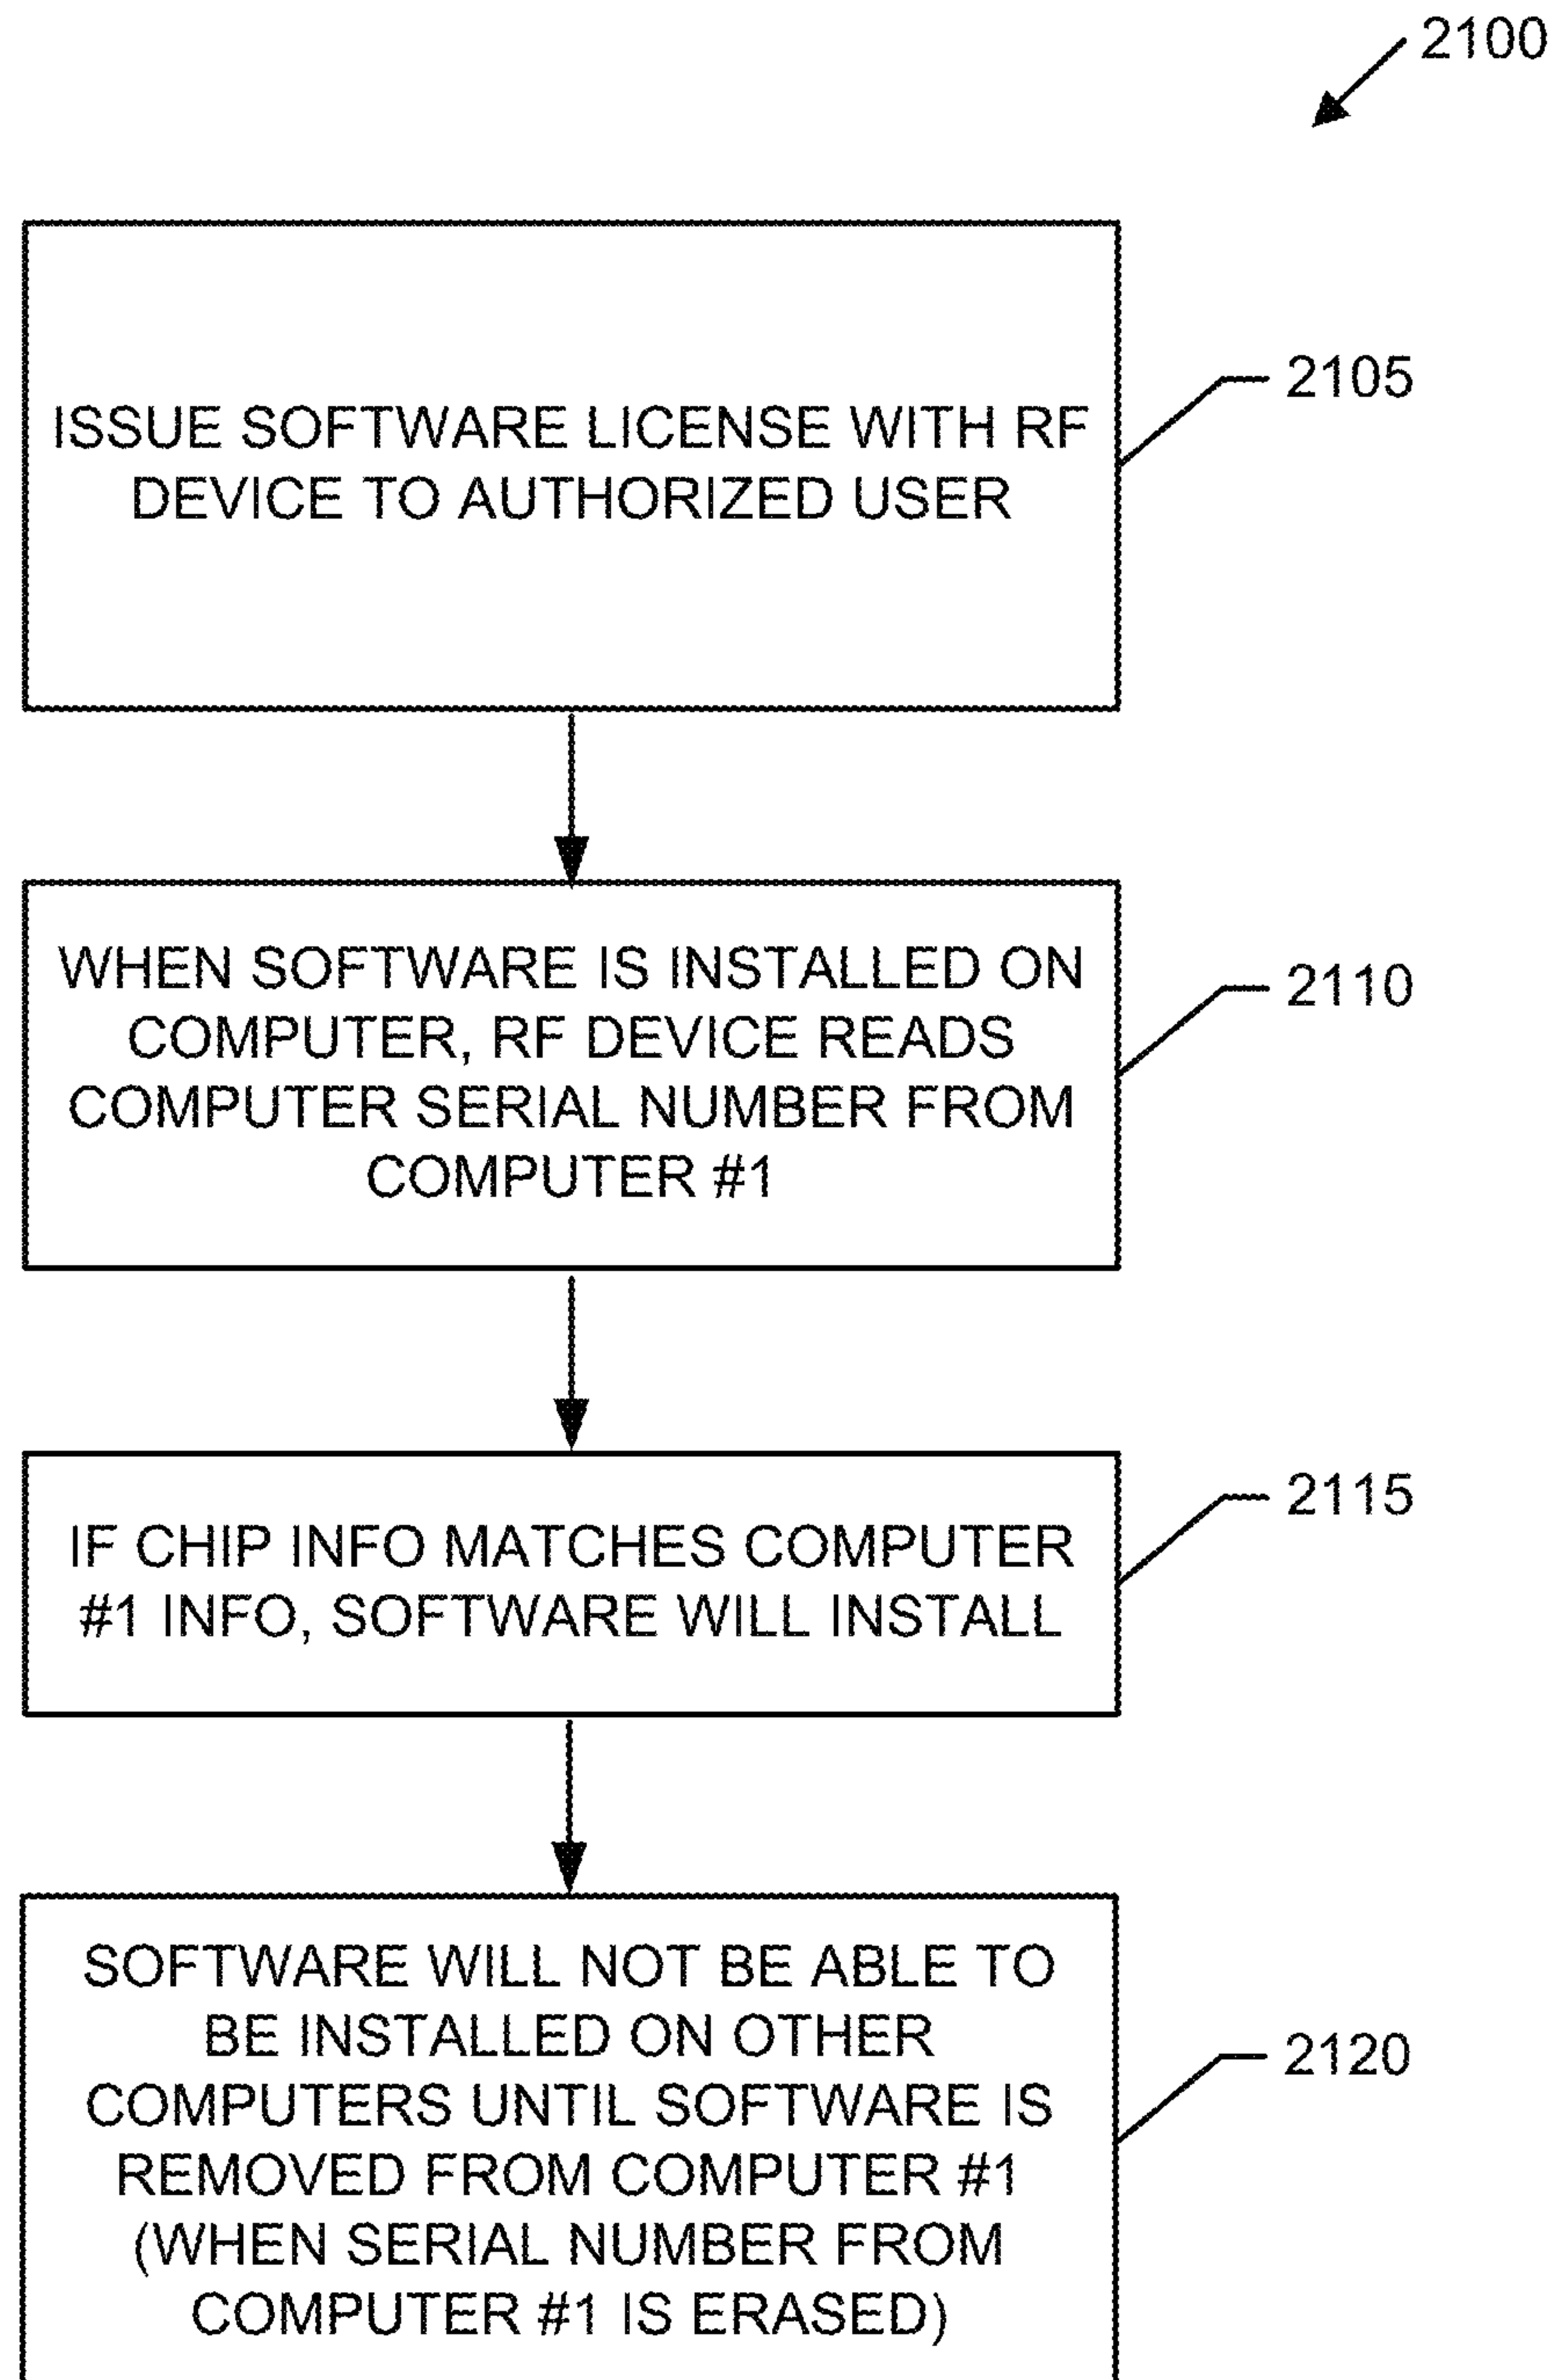 2100
ISSUE SOFTWARE LICENSE WITH RF
DEVICE TO AUTHORIZED USER
2105
WHEN SOFTWARE IS INSTALLED ON
COMPUTER, RF DEVICE READS
COMPUTER SERIAL NUMBER FROM
COMPUTER #1
2110
IF CHIP INFO MATCHES COMPUTER
#1 INFO, SOFTWARE WILL INSTALL
2115
SOFTWARE WILL NOT BE ABLE TO
BE INSTALLED ON OTHER
COMPUTERS UNTIL SOFTWARE IS
REMOVED FROM COMPUTER #1
(WHEN SERIAL NUMBER FROM
COMPUTER #1 IS ERASED)
2120